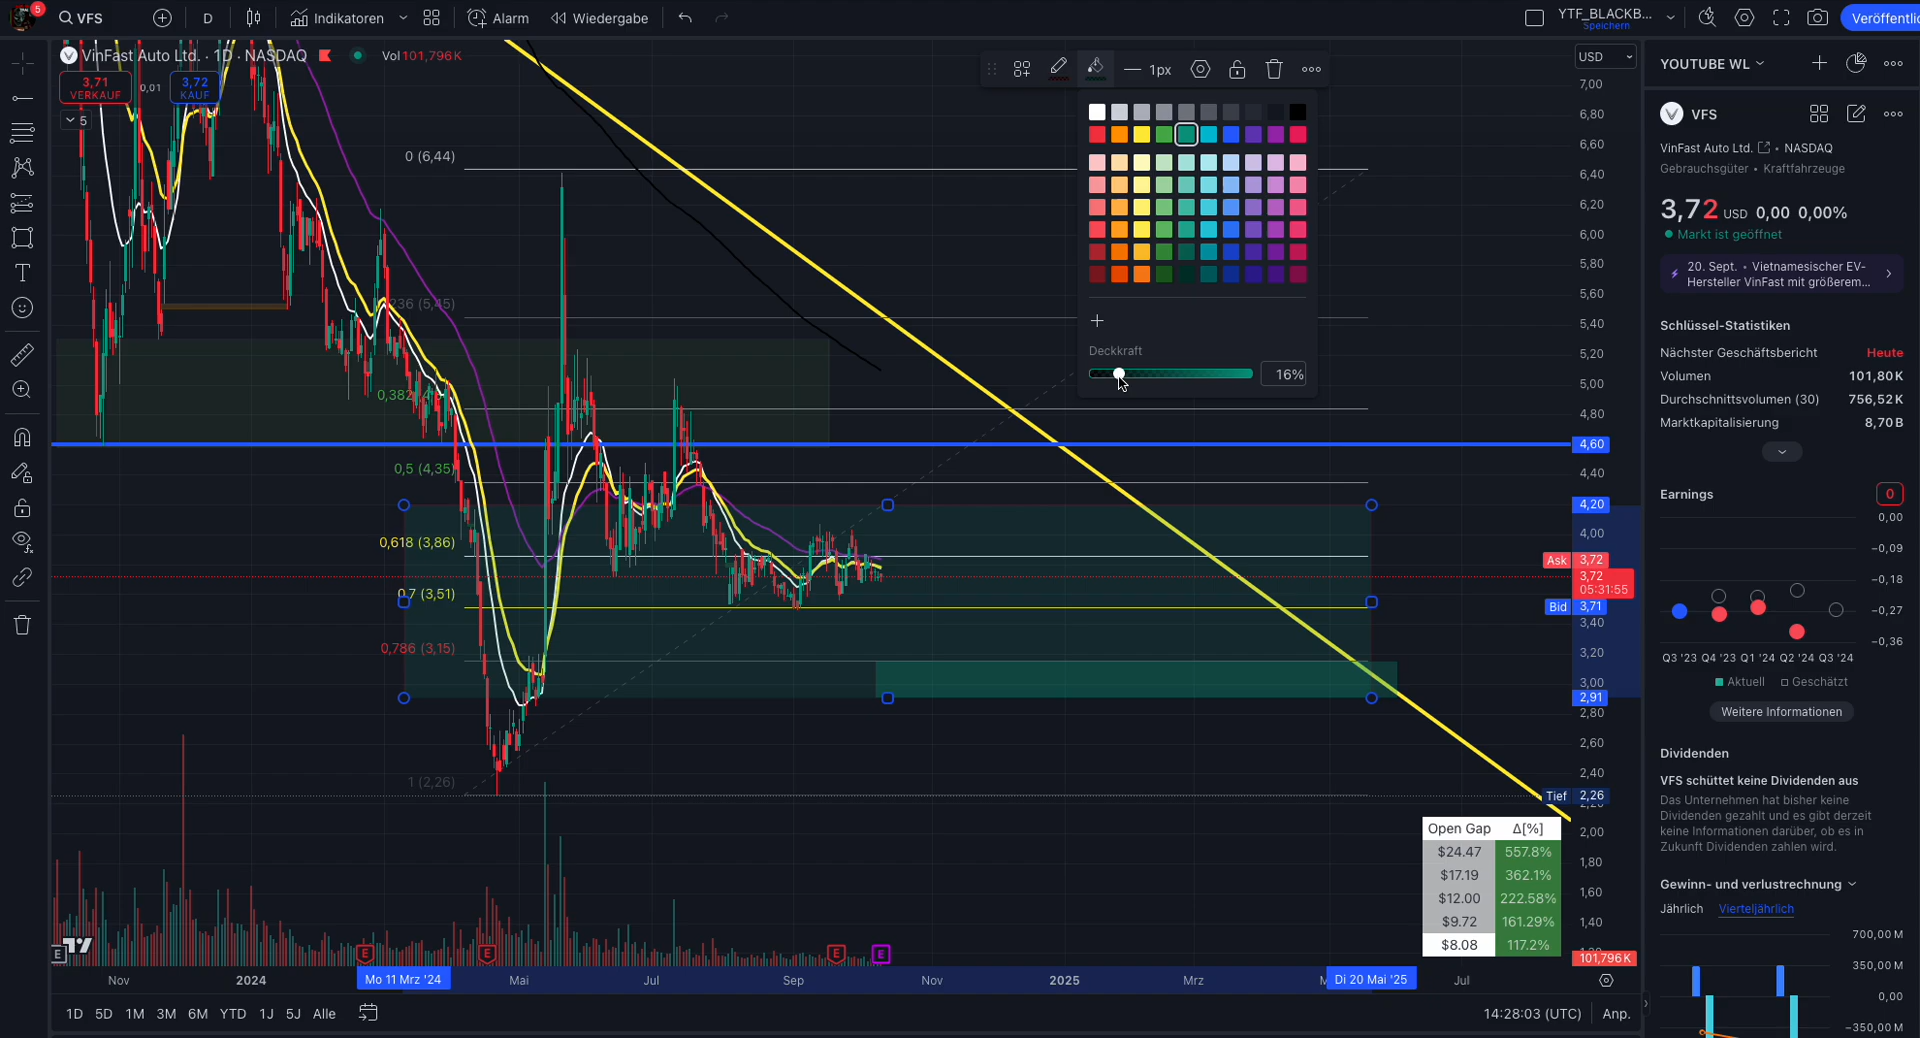 5
VFS
D
Indikatoren
Alarm
Wiedergabe
YTF_BLACKB...
Speichern
Veröffentlic
VinFast Auto Ltd. · 1D · NASDAQ
Vol 101,796 K
3,71
VERKAUF
0,01
3,72
KAUF
5
1px
Deckkraft
16%
0 (6,44)
236 (5,45)
0,382
0,5 (4,35)
0,618 (3,86)
0,7 (3,51)
0,786 (3,15)
1 (2,26)
USD
7,00
6,80
6,60
6,40
6,20
6,00
5,80
5,60
5,40
5,20
5,00
4,80
4,60
4,40
4,20
4,00
Ask 3,72
3,72
05:31:55
Bid 3,71
3,40
3,20
3,00
2,91
2,80
2,60
2,40
Tief 2,26
2,00
1,80
1,60
1,40
101,796 K
Open Gap Δ[%]
$24.47 557.8%
$17.19 362.1%
$12.00 222.58%
$9.72 161.29%
$8.08 117.2%
E
E
E
E
E
Nov
2024
Mo 11 Mrz '24
Mai
Jul
Sep
Nov
2025
Mrz
Di 20 Mai '25
Jul
1D 5D 1M 3M 6M YTD 1J 5J Alle
14:28:03 (UTC)
Anp.
YOUTUBE WL
VFS
VinFast Auto Ltd. • NASDAQ
Gebrauchsgüter • Kraftfahrzeuge
3,72 USD 0,00 0,00%
Markt ist geöffnet
20. Sept. • Vietnamesischer EV-
Hersteller VinFast mit größerem...
Schlüssel-Statistiken
Nächster Geschäftsbericht Heute
Volumen 101,80 K
Durchschnittsvolumen (30) 756,52 K
Marktkapitalisierung 8,70 B
Earnings
0
0,00
−0,09
−0,18
−0,27
−0,36
Q3 '23 Q4 '23 Q1 '24 Q2 '24 Q3 '24
Aktuell Geschätzt
Weitere Informationen
Dividenden
VFS schüttet keine Dividenden aus
Das Unternehmen hat bisher keine
Dividenden gezahlt und es gibt derzeit
keine Informationen darüber, ob es in
Zukunft Dividenden zahlen wird.
Gewinn- und verlustrechnung
Jährlich Vierteljährlich
700,00 M
350,00 M
0,00
−350,00 M